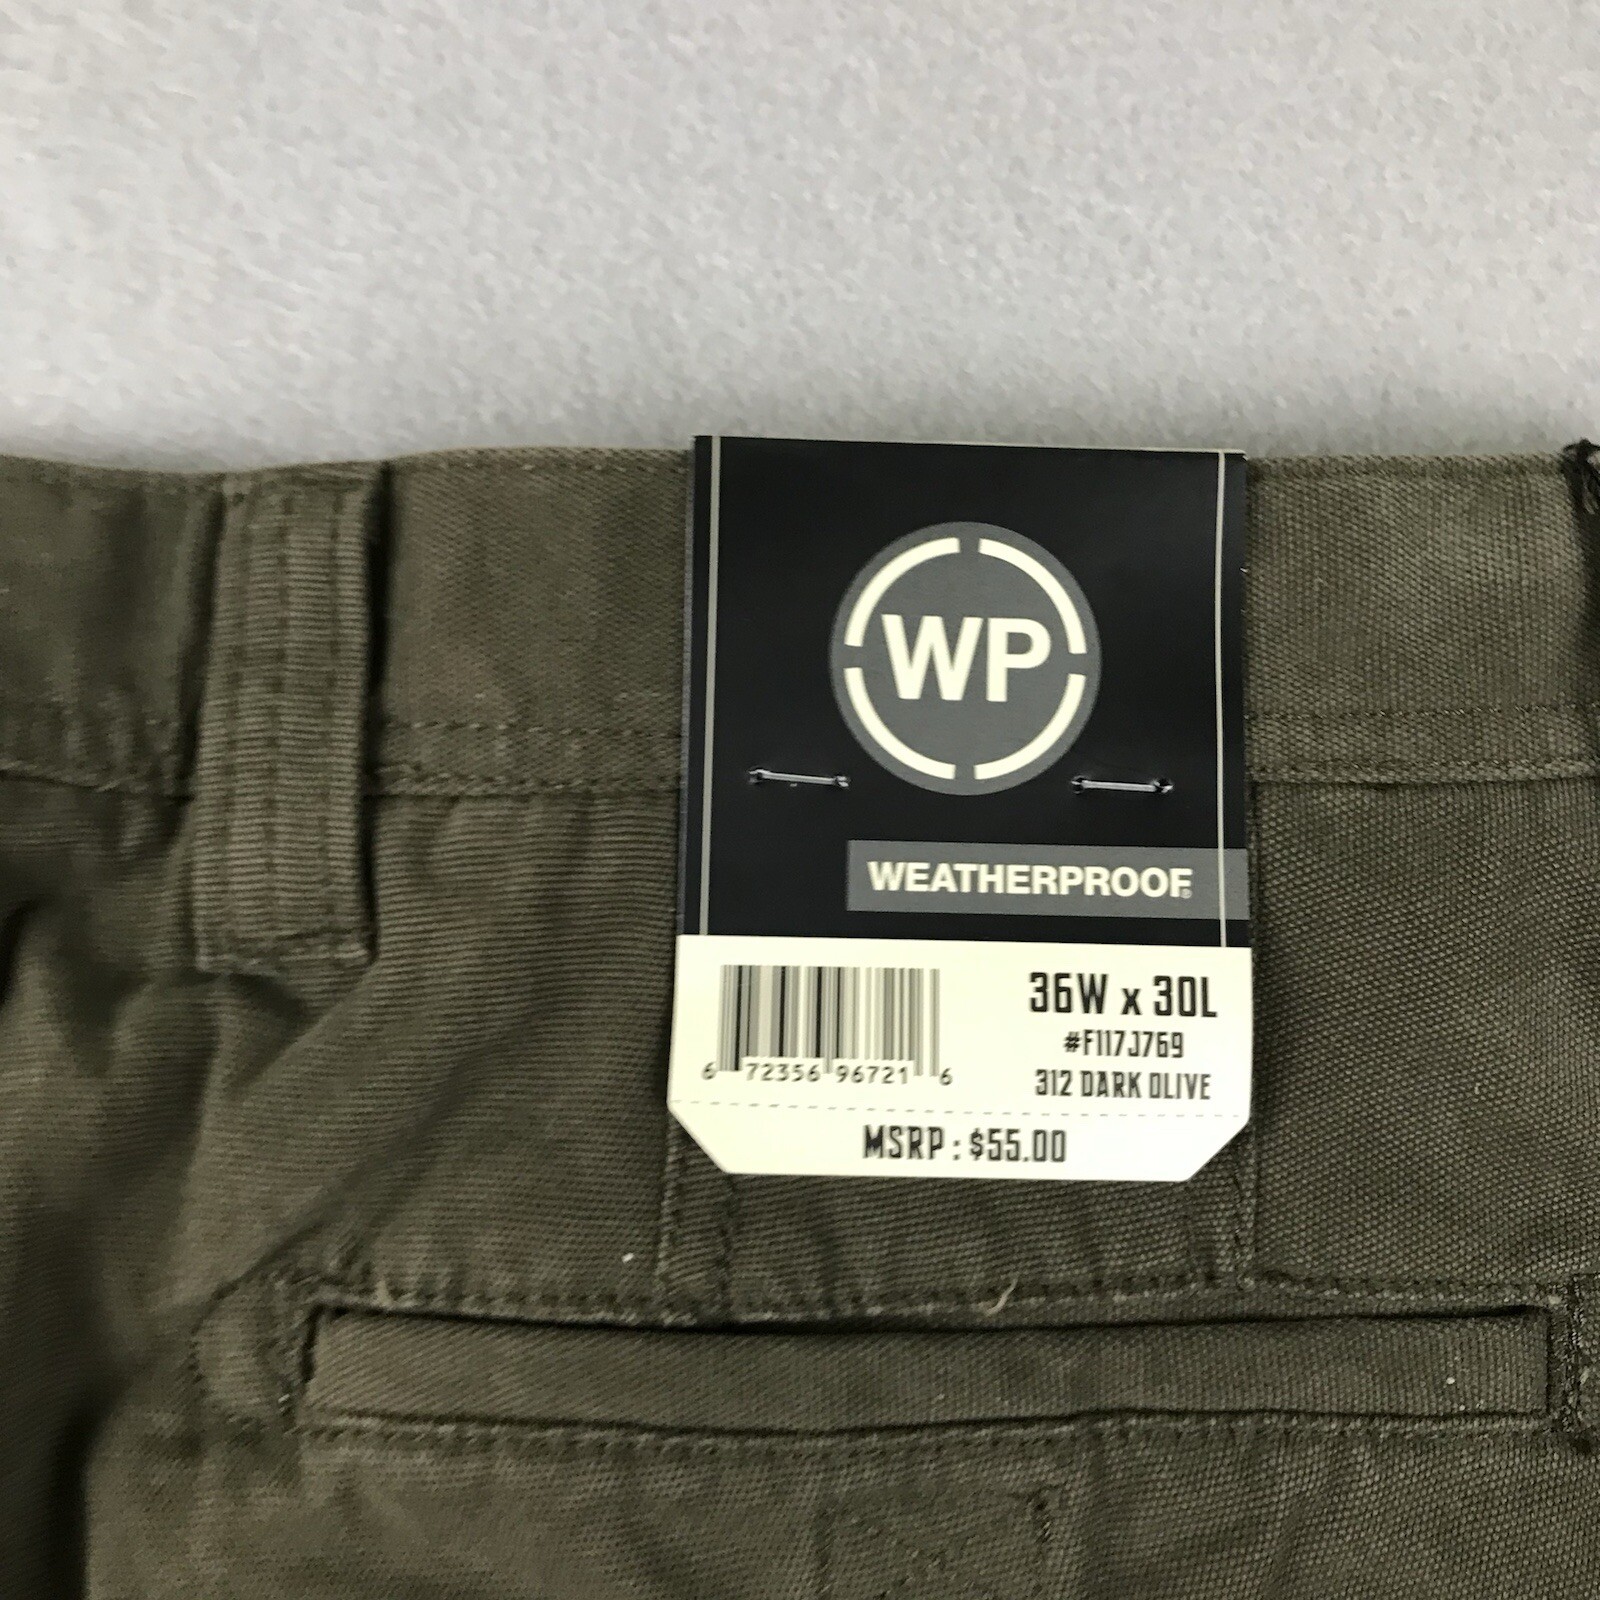 WP
WEATHERPROOF®
36W x 30L
#F117J769
312 DARK OLIVE
6 72356 96721 6
MSRP : $55.00